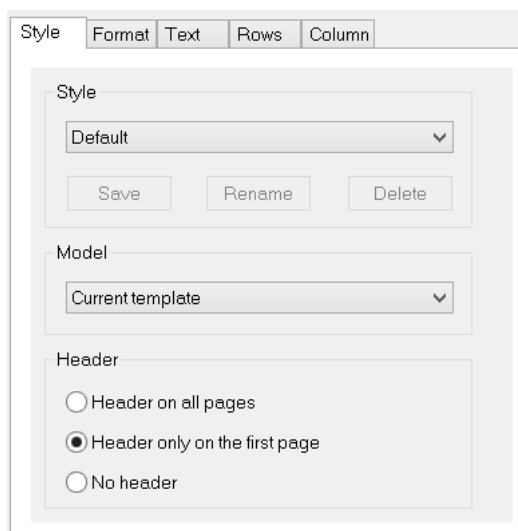 Style Format Text Rows Column
Style
Default
Save Rename Delete
Model
Current template
Header
Header on all pages
Header only on the first page
No header